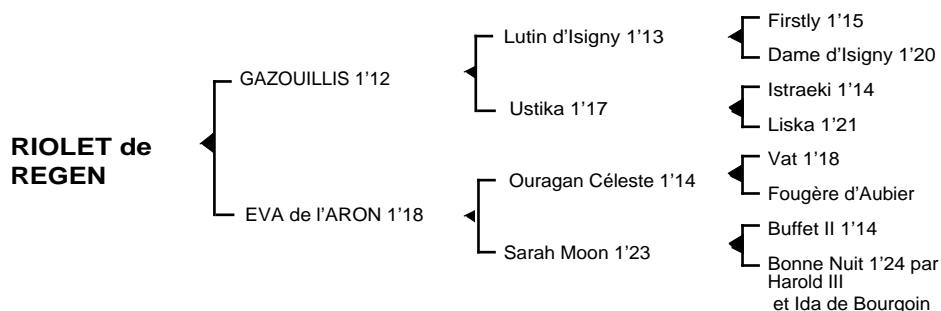 RIOLET de
REGEN
GAZOUILLIS 1'12
EVA de l'ARON 1'18
Lutin d'Isigny 1'13
Ustika 1'17
Ouragan Céleste 1'14
Sarah Moon 1'23
Firstly 1'15
Dame d'Isigny 1'20
Istraeki 1'14
Liska 1'21
Vat 1'18
Fougère d'Aubier
Buffet II 1'14
Bonne Nuit 1'24 par
Harold III
et Ida de Bourgoin